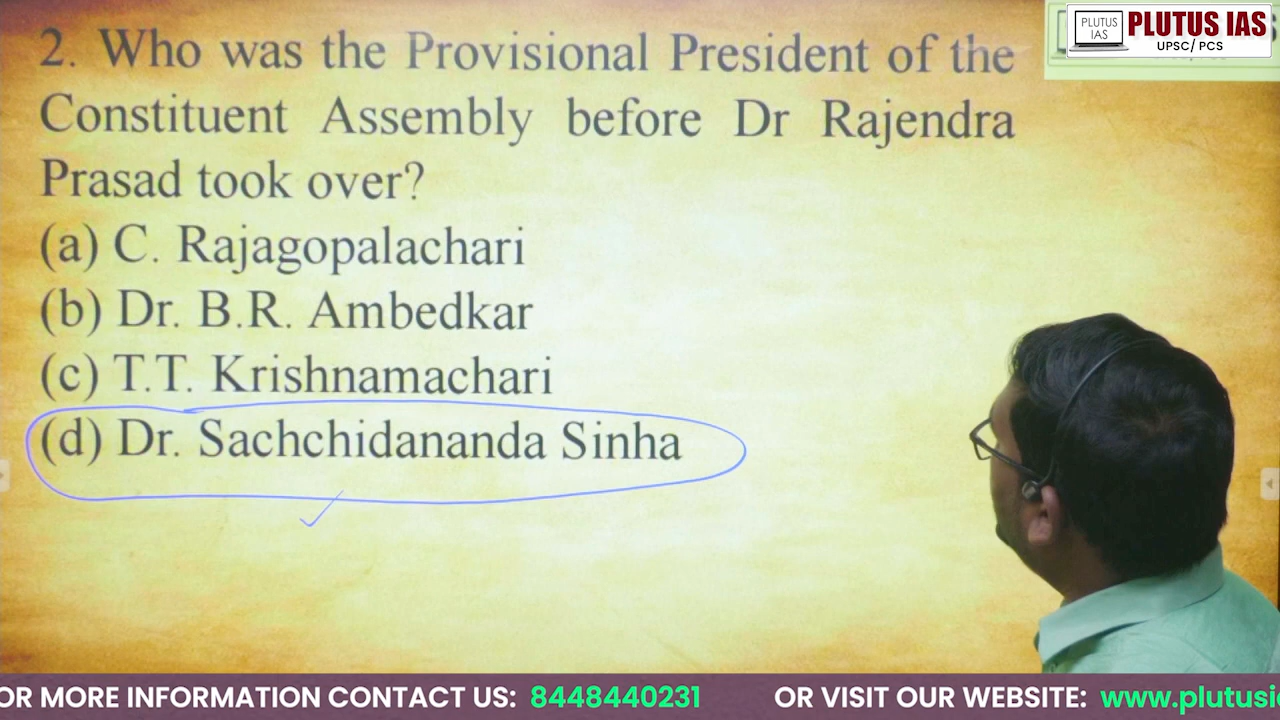 2. Who was the Provisional President of the
Constituent Assembly before Dr Rajendra
Prasad took over?
(a) C. Rajagopalachari
(b) Dr. B.R. Ambedkar
(c) T.T. Krishnamachari
(d) Dr. Sachchidananda Sinha
PLUTUS
IAS
PLUTUS IAS
UPSC/ PCS
OR MORE INFORMATION CONTACT US: 8448440231 OR VISIT OUR WEBSITE: www.plutusia